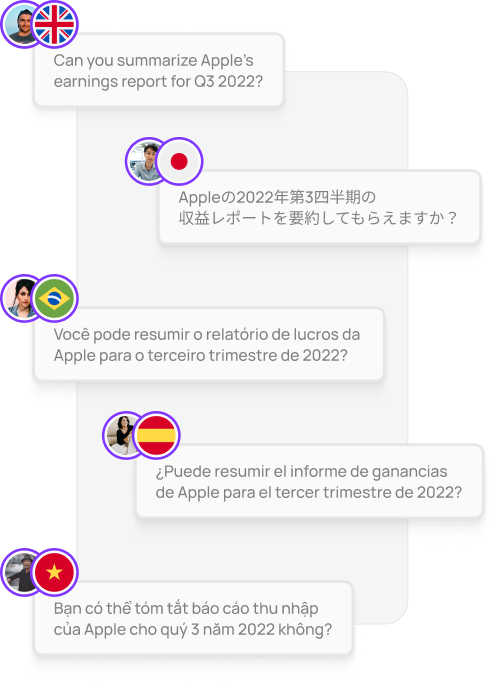 Can you summarize Apple's
earnings report for Q3 2022?
Appleの2022年第3四半期の
収益レポートを要約してもらえますか？
Você pode resumir o relatório de lucros da
Apple para o terceiro trimestre de 2022?
¿Puede resumir el informe de ganancias
de Apple para el tercer trimestre de 2022?
Bạn có thể tóm tắt báo cáo thu nhập
của Apple cho quý 3 năm 2022 không?